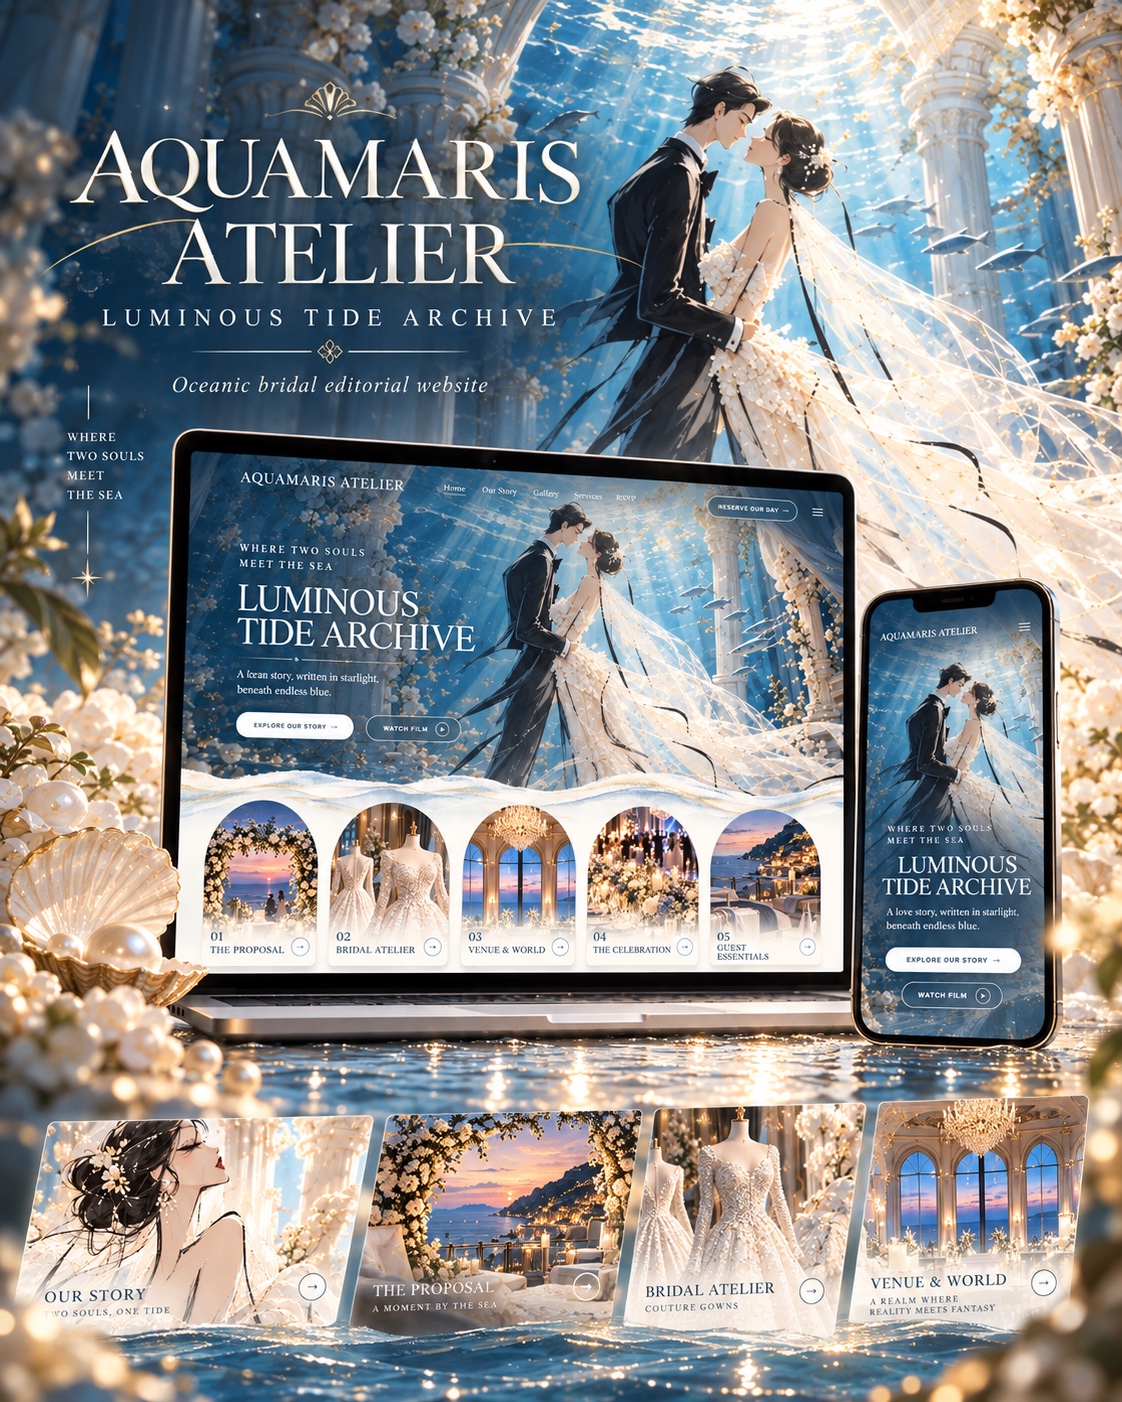 AQUAMARIS
ATELIER
LUMINOUS TIDE ARCHIVE
Oceanic bridal editorial website
WHERE
TWO SOULS
MEET
THE SEA
AQUAMARIS ATELIER
Home
Our Story
Gallery
Services
RESERVE OUR DAY →
WHERE TWO SOULS
MEET THE SEA
LUMINOUS
TIDE ARCHIVE
A story, written in starlight,
beneath endless blue.
EXPLORE OUR STORY →
WATCH FILM
01
THE PROPOSAL →
02
BRIDAL ATELIER →
03
VENUE & WORLD →
04
THE CELEBRATION →
05
GUEST
ESSENTIALS →
AQUAMARIS ATELIER
WHERE TWO SOULS
MEET THE SEA
LUMINOUS
TIDE ARCHIVE
A love story, written in starlight,
beneath endless blue.
EXPLORE OUR STORY →
WATCH FILM
OUR STORY →
TWO SOULS, ONE TIDE
THE PROPOSAL →
A MOMENT BY THE SEA
BRIDAL ATELIER →
COUTURE GOWNS
VENUE & WORLD →
A REALM WHERE
REALITY MEETS FANTASY